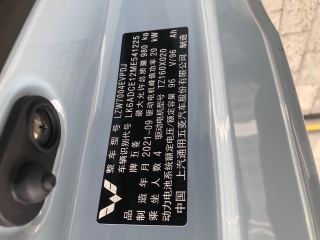 整车型号 LZW7004EVPDJ
车辆识别代号 LK6ADCE12ME541225
品牌 五菱 最大允许总质量 980 kg
制造年月 2021-09 驱动电机峰值功率 20 kW
乘坐人数 4 驱动电机型号 TZ160X020
动力电池系统额定电压/额定容量 96 V/96 Ah
中国 上汽通用五菱汽车股份有限公司 制造